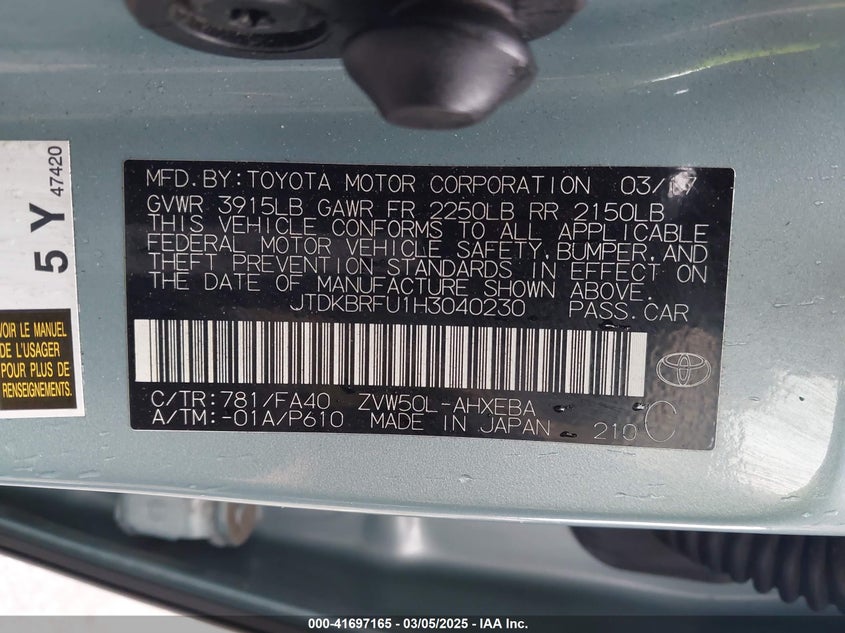 MFD.BY:TOYOTA MOTOR CORPORATION 03/17
GVWR 3915LB GAWR FR 2250LB RR 2150LB
THIS VEHICLE CONFORMS TO ALL APPLICABLE
FEDERAL MOTOR VEHICLE SAFETY, BUMPER, AND
THEFT PREVENTION STANDARDS IN EFFECT ON
THE DATE OF MANUFACTURE SHOWN ABOVE.
JTDKBRFU1H3040230 PASS.CAR
C/TR:781/FA40 ZVW50L-AHXEBA
A/TM:-01A/P610 MADE IN JAPAN 210 C
5 Y
47420
VOIR LE MANUEL
DE L'USAGER
POUR PLUS DE
RENSEIGNEMENTS.
000-41697165 - 03/05/2025 - IAA Inc.